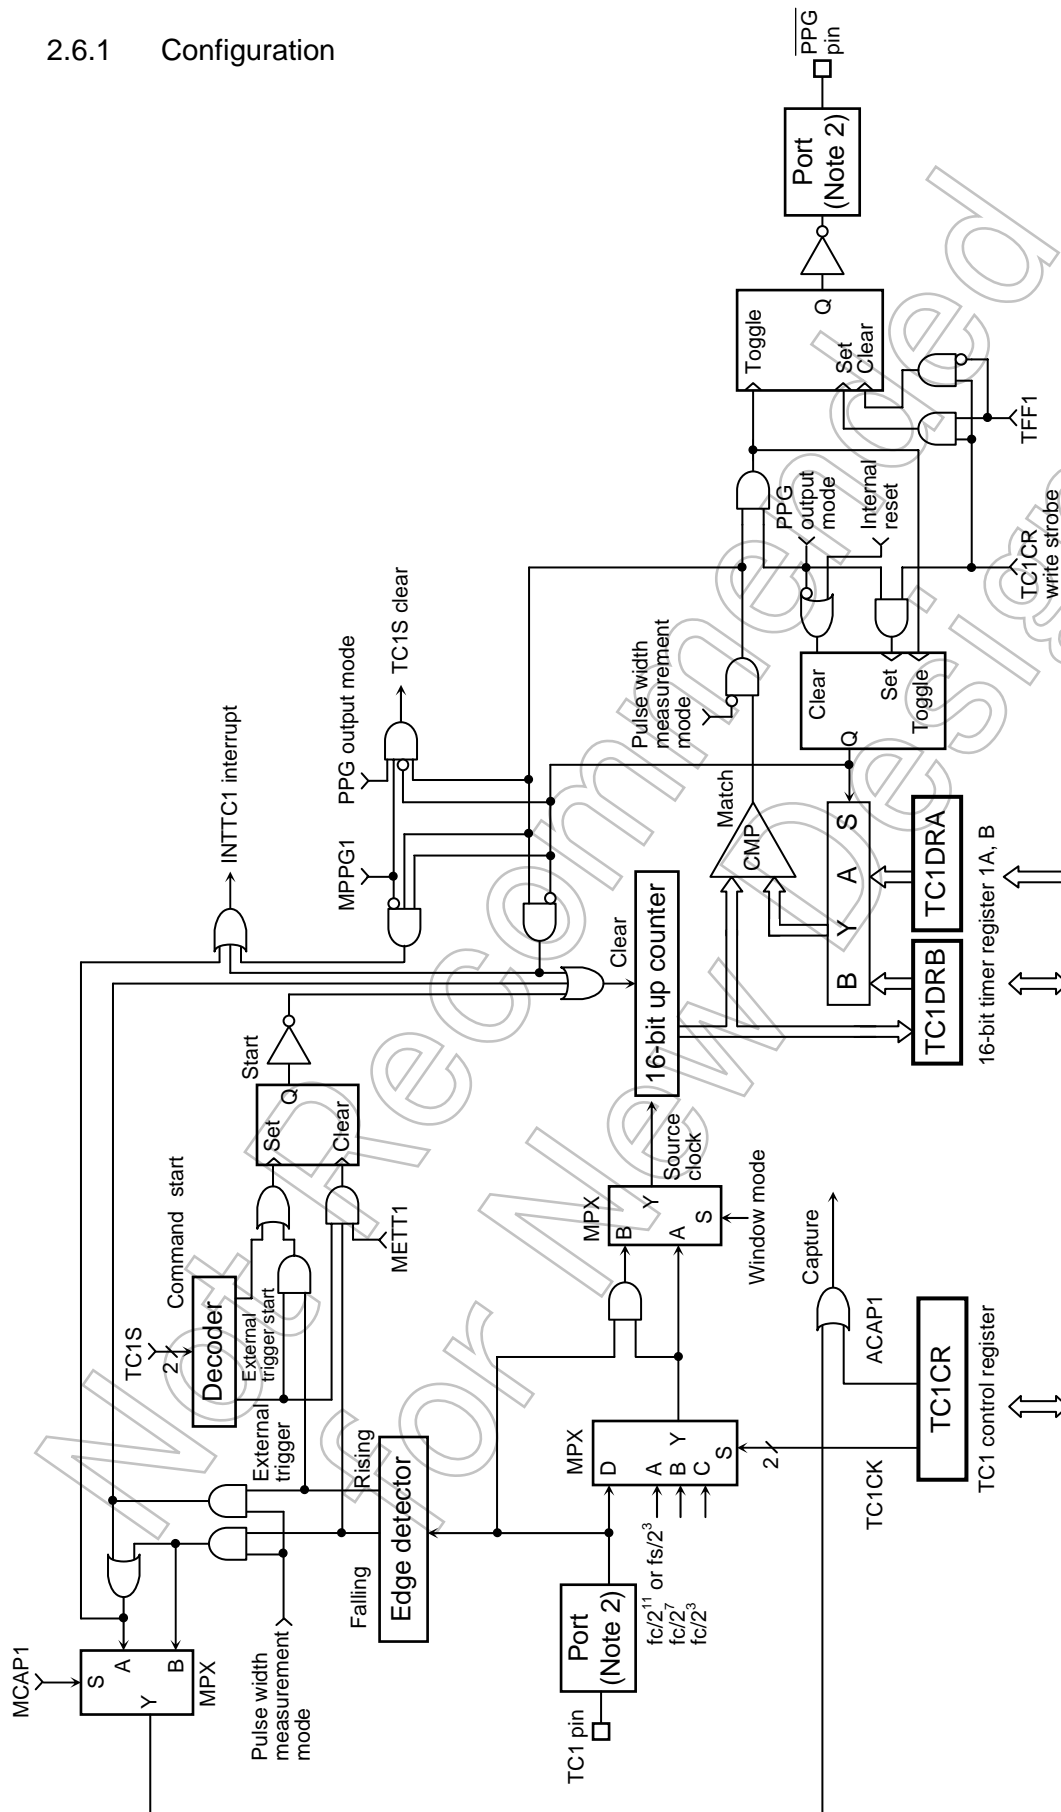 2.6.1 Configuration
MCAP1
S
A
B
Y
MPX
Pulse width
measurement
mode
TC1S
2
Decoder
Command start
External
trigger start
External
trigger
Rising
Falling
Edge detector
METT1
Set
Clear
Q
Start
INTTC1 interrupt
MPPG1
PPG output mode
TC1S clear
Clear
16-bit up counter
TC1 pin
Port
(Note 2)
fc/2^11 or fs/2^3
fc/2^7
fc/2^3
MPX
D
A
B
C
Y
S
2
TC1CK
MPX
B
A
Y
S
Source
clock
Window mode
Capture
ACAP1
TC1CR
TC1 control register
Match
CMP
Pulse width
measurement
mode
B
Y
A
S
TC1DRB
TC1DRA
16-bit timer register 1A, B
Q
Clear
Set
Toggle
PPG
output
mode
Internal
reset
TC1CR
write strobe
TFF1
Toggle
Set
Clear
Q
Port
(Note 2)
PPG
pin
Not Recommended
for New Design